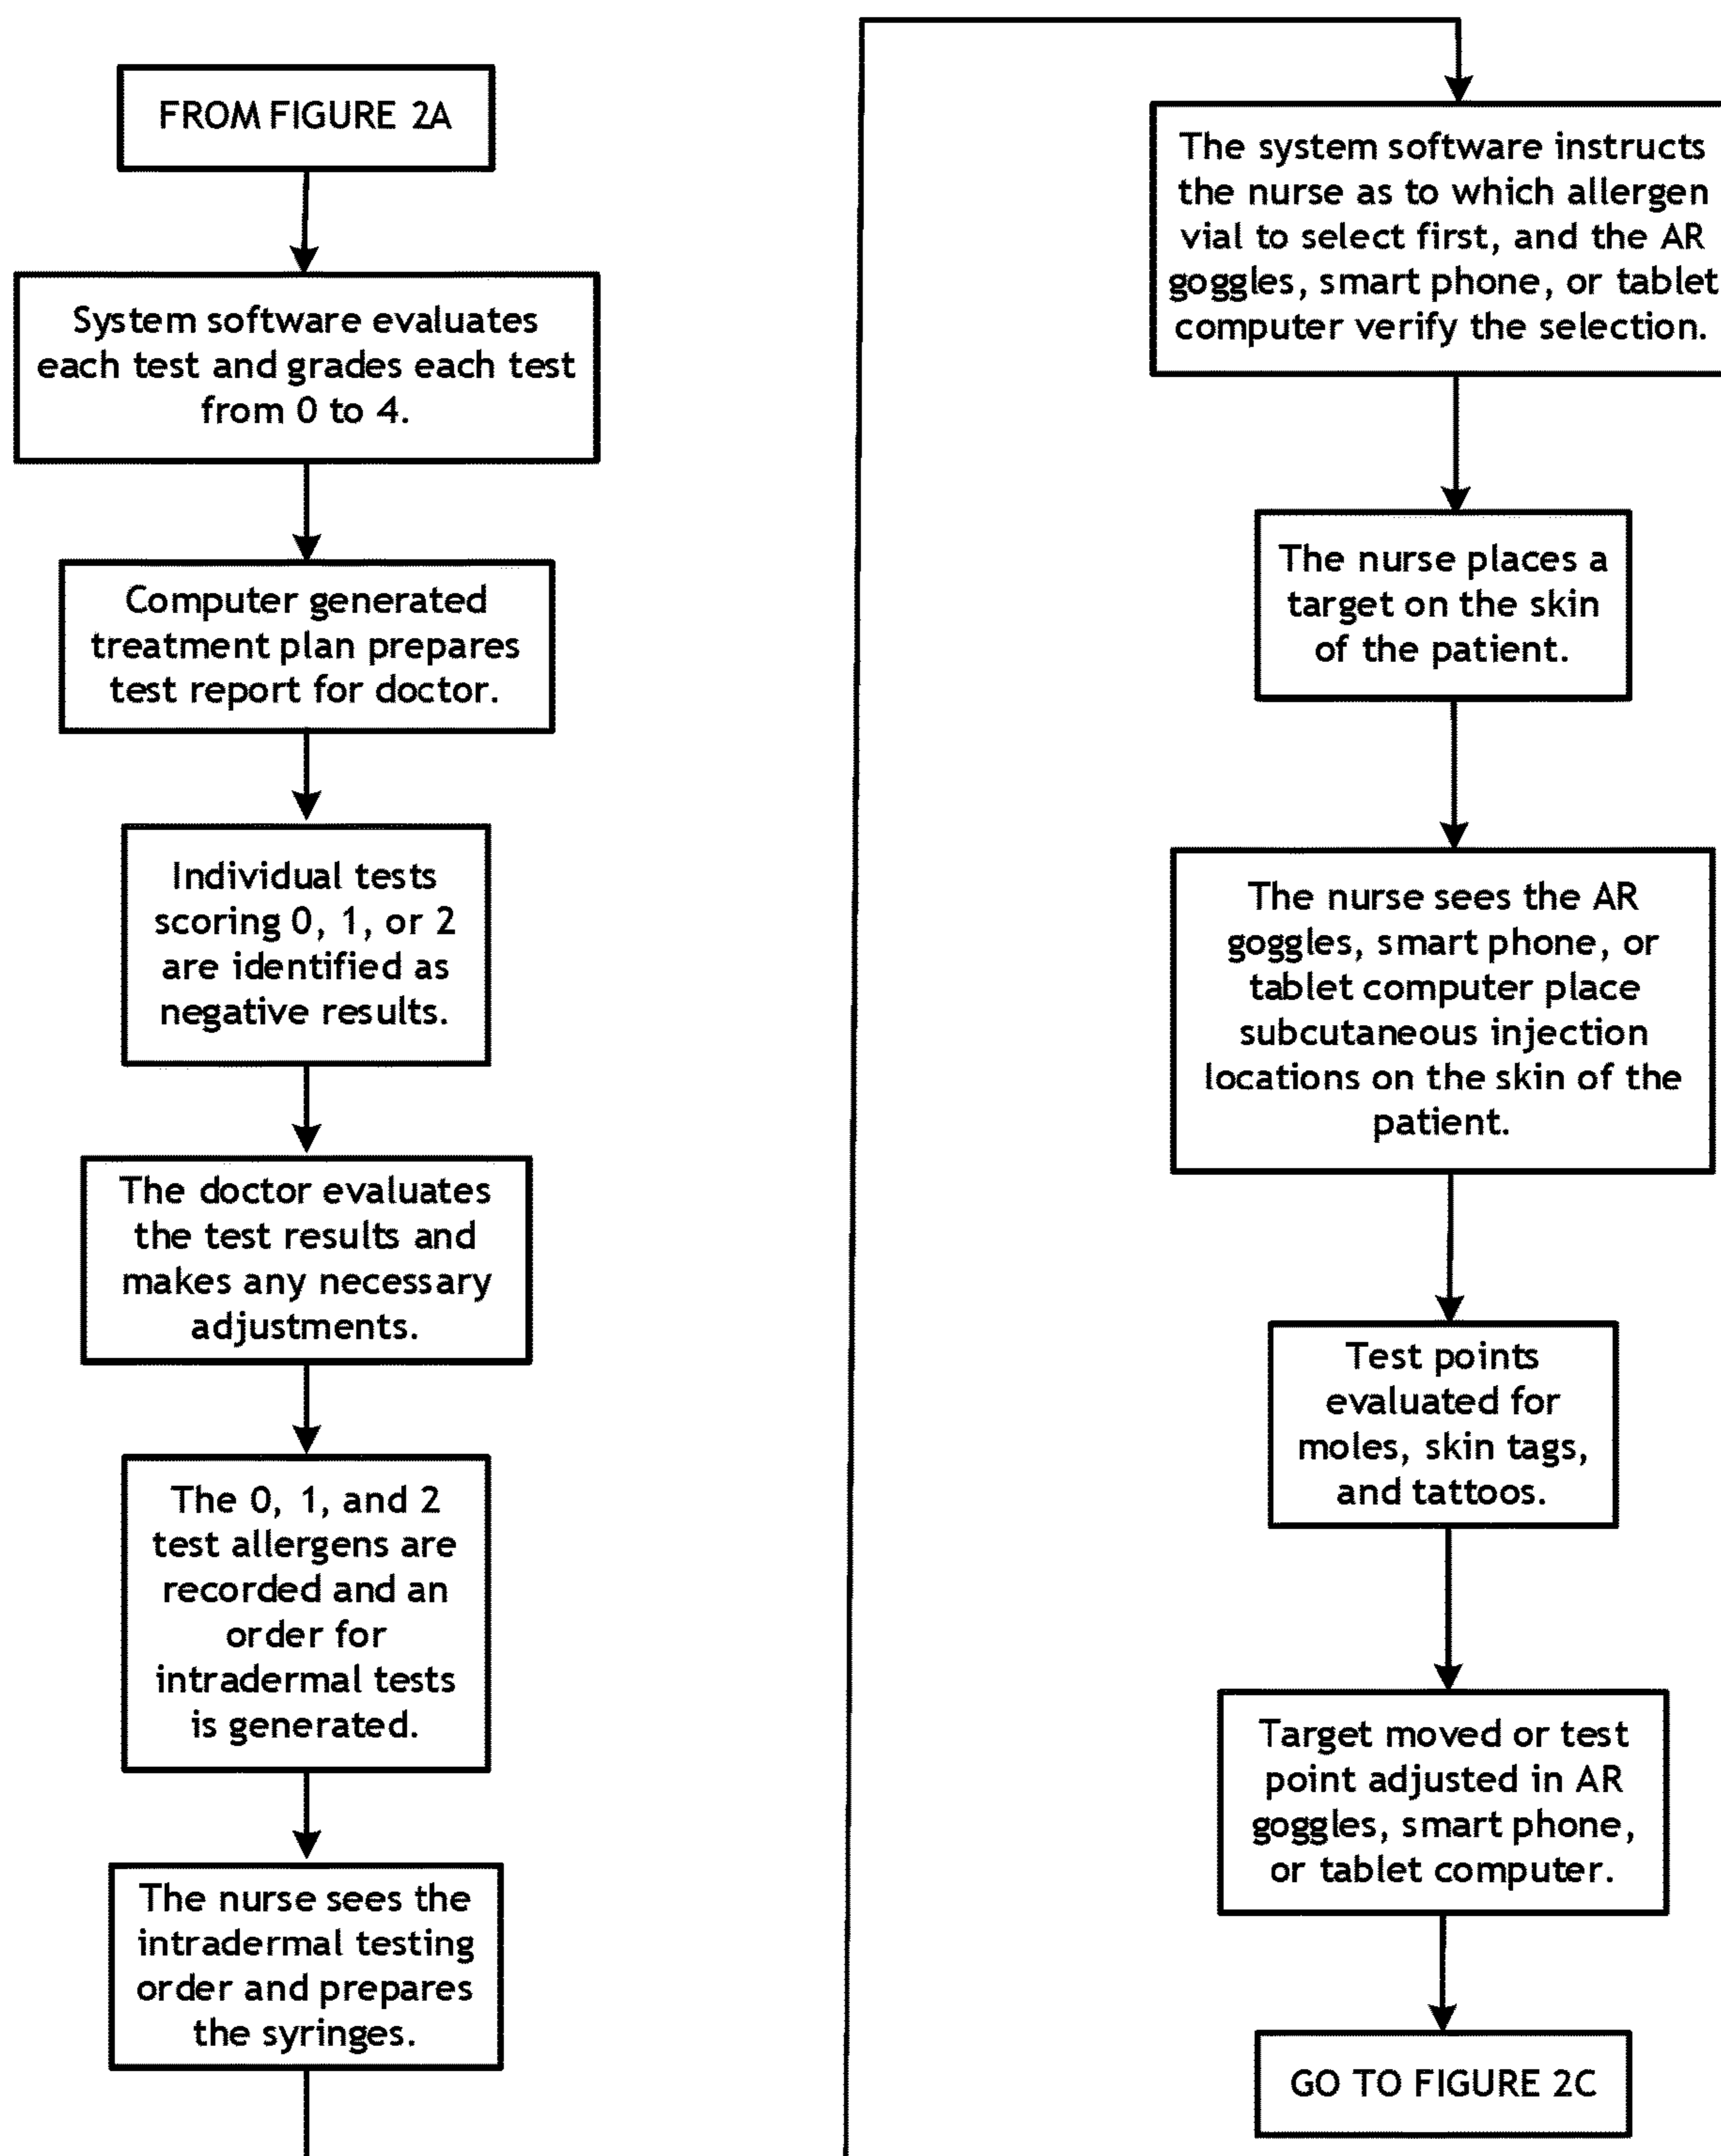 FROM FIGURE 2A
System software evaluates
each test and grades each test
from 0 to 4.
Computer generated
treatment plan prepares
test report for doctor.
Individual tests
scoring 0, 1, or 2
are identified as
negative results.
The doctor evaluates
the test results and
makes any necessary
adjustments.
The 0, 1, and 2
test allergens are
recorded and an
order for
intradermal tests
is generated.
The nurse sees the
intradermal testing
order and prepares
the syringes.
The system software instructs
the nurse as to which allergen
vial to select first, and the AR
goggles, smart phone, or tablet
computer verify the selection.
The nurse places a
target on the skin
of the patient.
The nurse sees the AR
goggles, smart phone, or
tablet computer place
subcutaneous injection
locations on the skin of the
patient.
Test points
evaluated for
moles, skin tags,
and tattoos.
Target moved or test
point adjusted in AR
goggles, smart phone,
or tablet computer.
GO TO FIGURE 2C